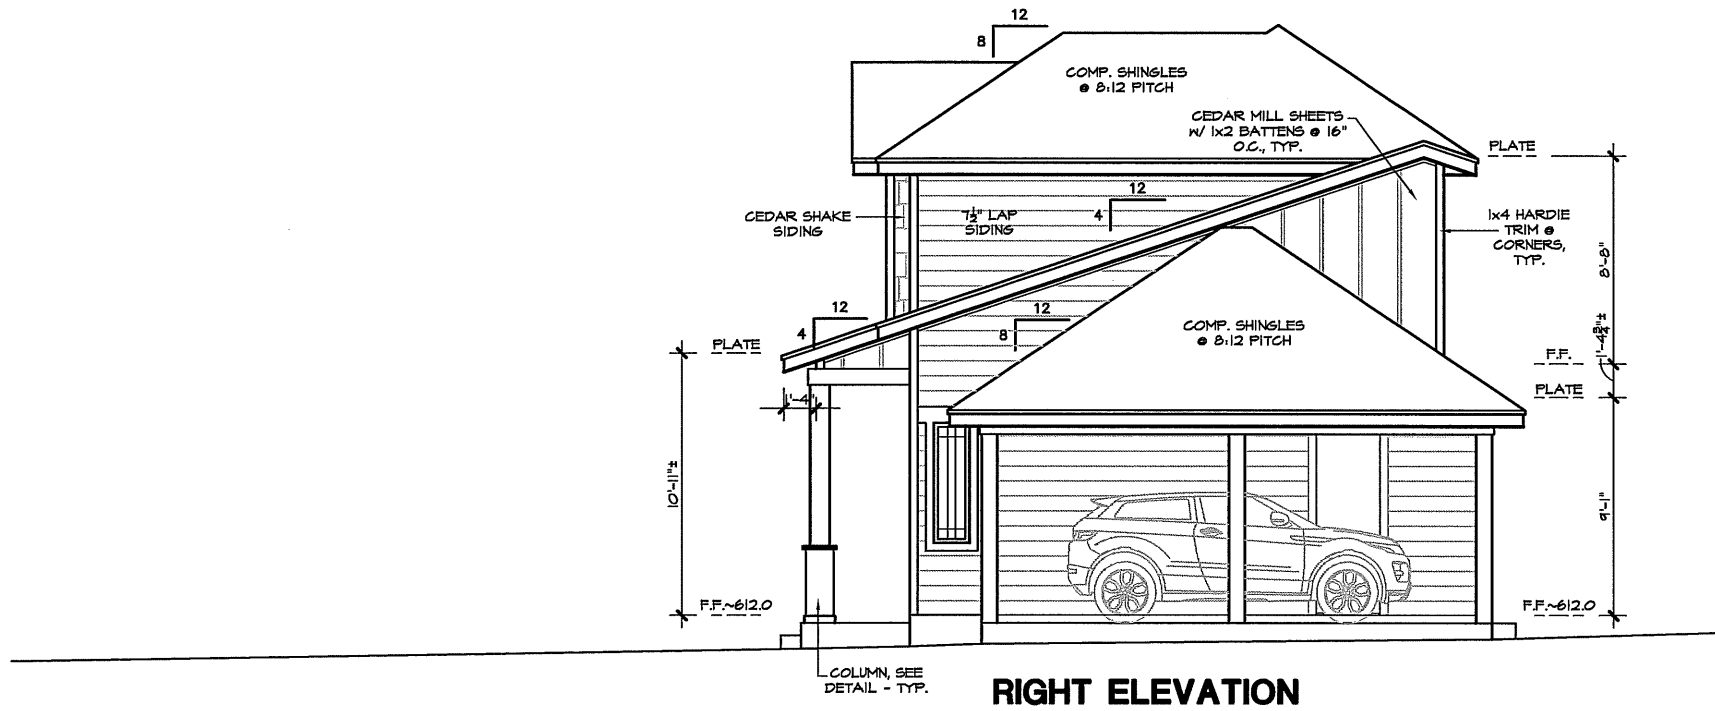 12
8
COMP. SHINGLES
@ 8:12 PITCH
CEDAR MILL SHEETS
W/ 1x2 BATTENS @ 16"
O.C., TYP.
PLATE
12
4
CEDAR SHAKE
SIDING
7½" LAP
SIDING
1x4 HARDIE
TRIM @
CORNERS,
TYP.
8'-8"
12
4
12
8
COMP. SHINGLES
@ 8:12 PITCH
PLATE
F.F.
PLATE
1'-4"
10'-11"±
9'-1"
F.F.~612.0
F.F.~612.0
COLUMN, SEE
DETAIL - TYP.
RIGHT ELEVATION